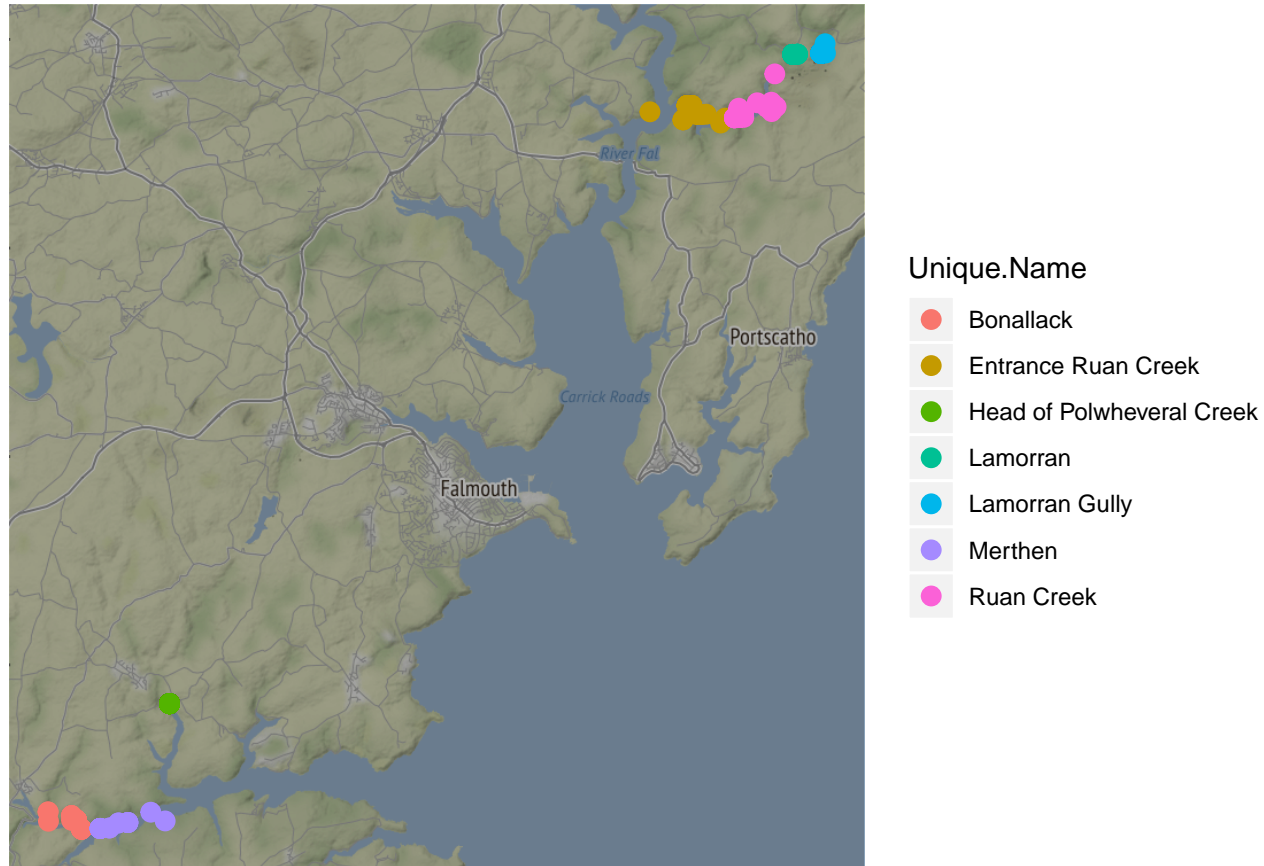 River Fal
Portscatho
Carrick Roads
Falmouth
Unique.Name
Bonallack
Entrance Ruan Creek
Head of Polwheveral Creek
Lamorran
Lamorran Gully
Merthen
Ruan Creek